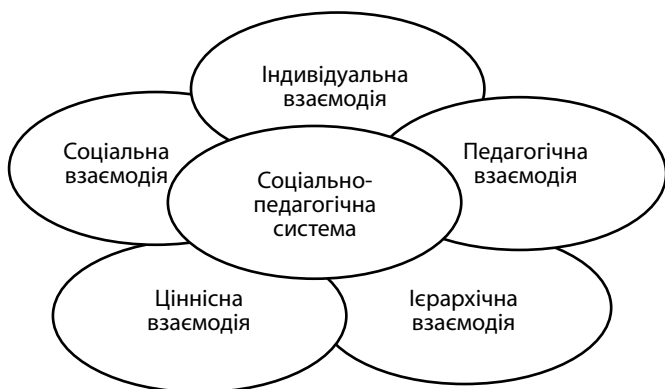 Індивідуальна
взаємодія
Соціальна
взаємодія
Педагогічна
взаємодія
Соціально-
педагогічна
система
Ціннісна
взаємодія
Ієрархічна
взаємодія